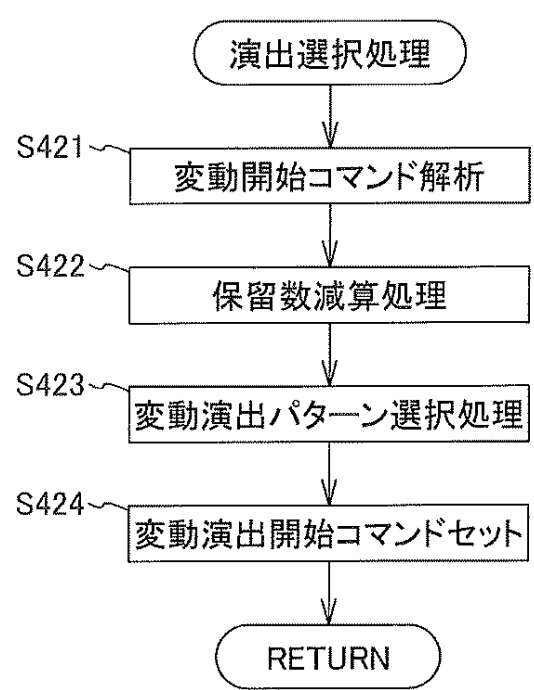 演出選択処理
S421
変動開始コマンド解析
S422
保留数減算処理
S423
変動演出パターン選択処理
S424
変動演出開始コマンドセット
RETURN